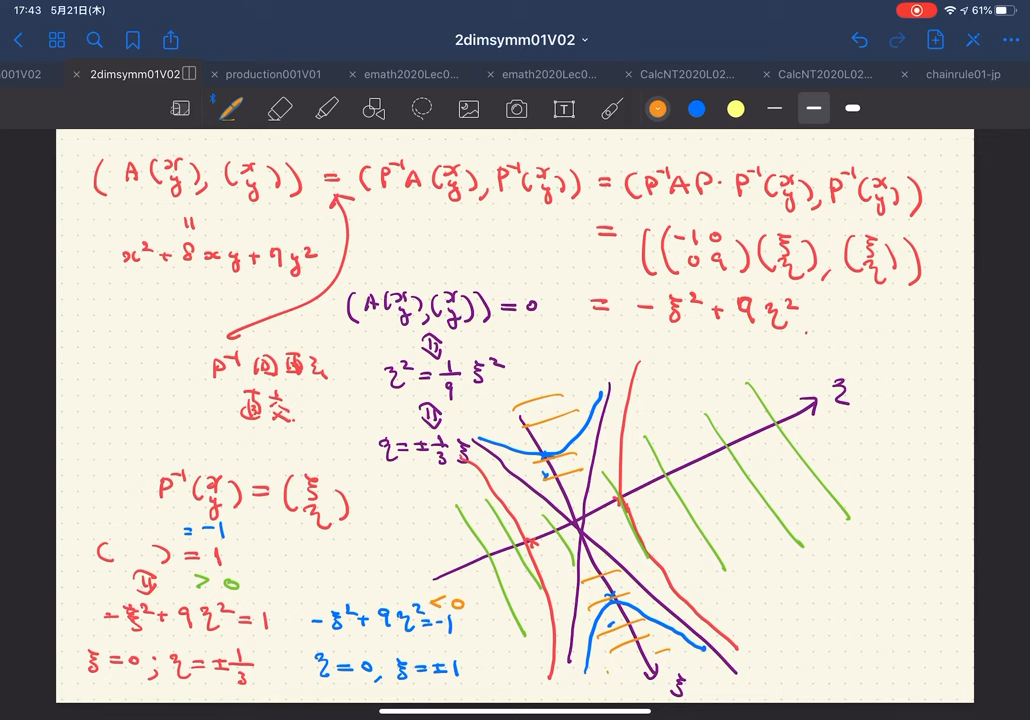 17:43 5月21日(木) 61%
2dimsymm01V02
001V02 2dimsymm01V02 production001V01 emath2020Lec0... emath2020Lec0... CalcNT2020L02... CalcNT2020L02... chainrule01-jp
(A(x y), (x y)) = (P⁻¹A(x y), P⁻¹(x y)) = (P⁻¹AP・P⁻¹(x y), P⁻¹(x y))
= ((-1 0 0 9)(ξ η), (ξ η))
= -ξ² + 9η².
||
x² + 8xy + 7y²
(A(x y), (x y)) = 0
⇕
η² = 1/9 ξ²
⇕
η = ±1/3 ξ
P⁻¹
直交.
P⁻¹(x y) = (ξ η)
= -1
( ) = 1
> 0
⇕
-ξ² + 9η² = 1
ξ = 0 ; η = ±1/3
< 0
-ξ² + 9η² = -1
η = 0, ξ = ±1
η
ξ